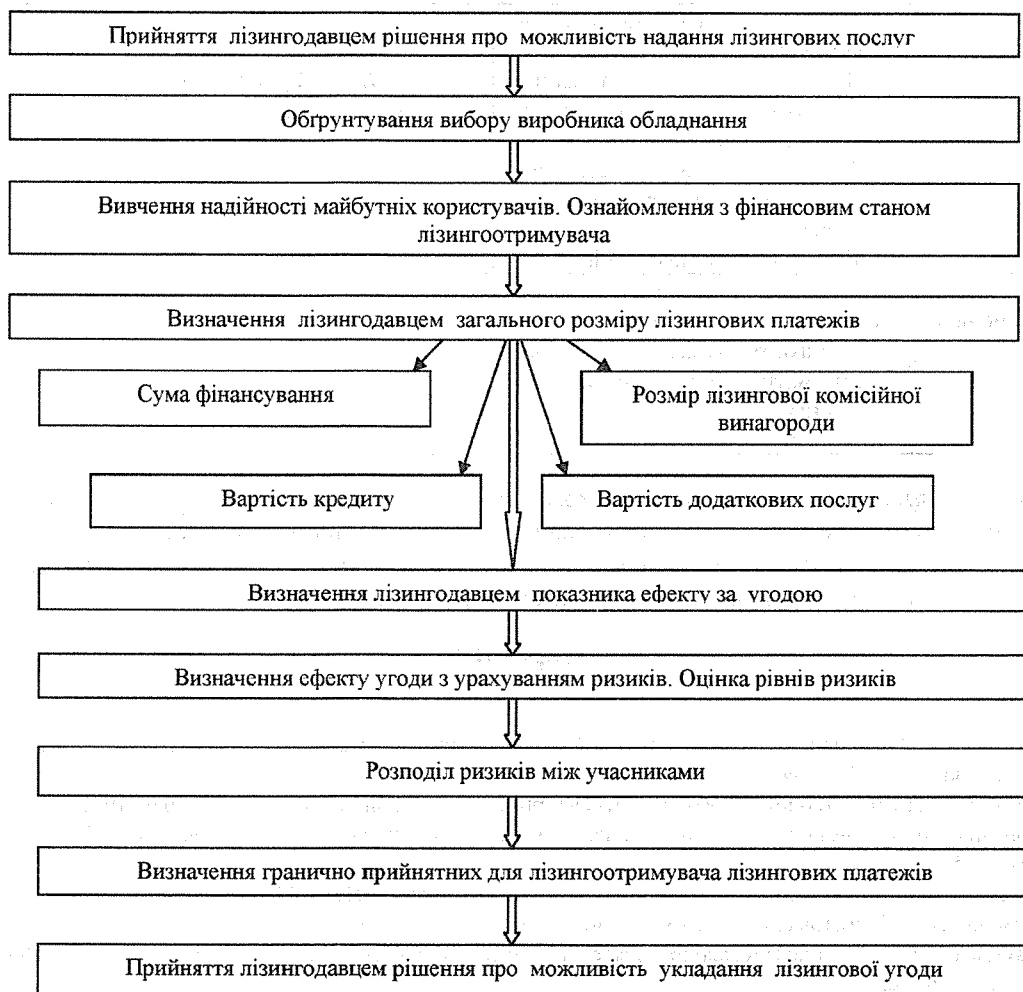 Прийняття лізингодавцем рішення про можливість надання лізингових послуг
Обґрунтування вибору виробника обладнання
Вивчення надійності майбутніх користувачів. Ознайомлення з фінансовим станом
лізингоотримувача
Визначення лізингодавцем загального розміру лізингових платежів
Сума фінансування
Розмір лізингової комісійної
винагороди
Вартість кредиту
Вартість додаткових послуг
Визначення лізингодавцем показника ефекту за угодою
Визначення ефекту угоди з урахуванням ризиків. Оцінка рівнів ризиків
Розподіл ризиків між учасниками
Визначення гранично прийнятних для лізингоотримувача лізингових платежів
Прийняття лізингодавцем рішення про можливість укладання лізингової угоди